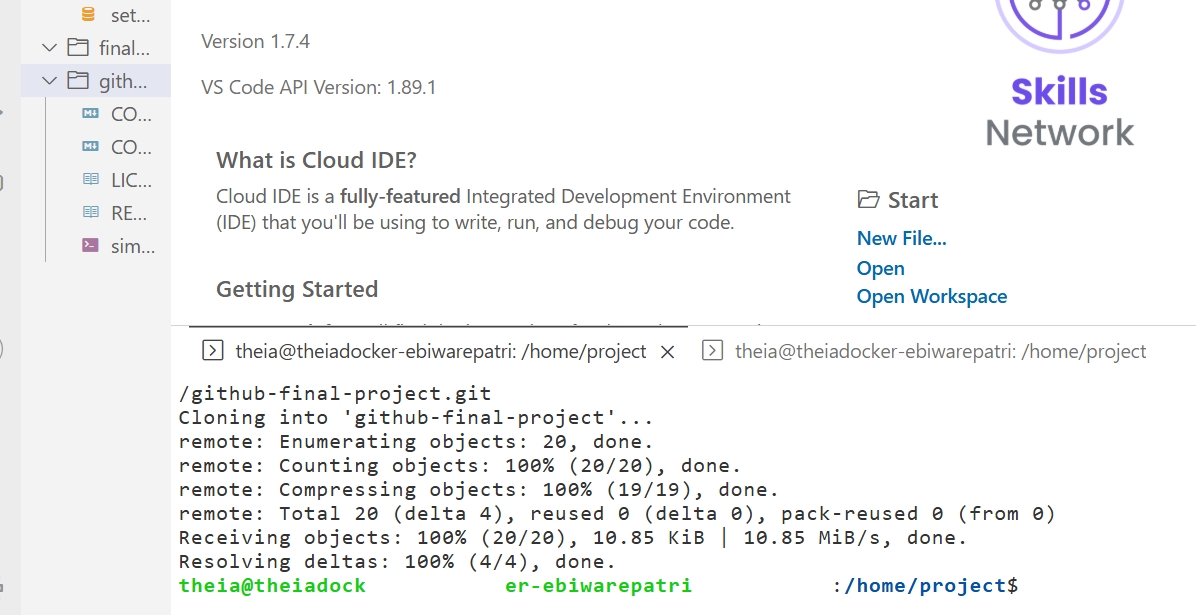 set...
final...
gith...
CO...
CO...
LIC...
RE...
sim...
Version 1.7.4
VS Code API Version: 1.89.1
What is Cloud IDE?
Cloud IDE is a fully-featured Integrated Development Environment
(IDE) that you'll be using to write, run, and debug your code.
Getting Started
Skills
Network
Start
New File...
Open
Open Workspace
theia@theiadocker-ebiwarepatri: /home/project
theia@theiadocker-ebiwarepatri: /home/project
/github-final-project.git
Cloning into 'github-final-project'...
remote: Enumerating objects: 20, done.
remote: Counting objects: 100% (20/20), done.
remote: Compressing objects: 100% (19/19), done.
remote: Total 20 (delta 4), reused 0 (delta 0), pack-reused 0 (from 0)
Receiving objects: 100% (20/20), 10.85 KiB | 10.85 MiB/s, done.
Resolving deltas: 100% (4/4), done.
theia@theiadock er-ebiwarepatri :/home/project$